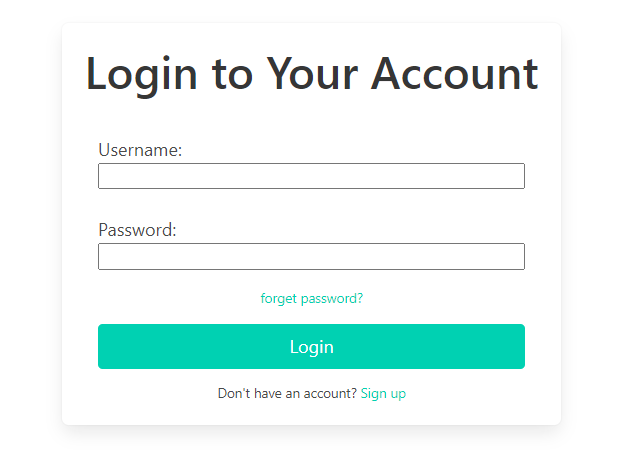 Login to Your Account
Username:
Password:
forget password?
Login
Don't have an account? Sign up